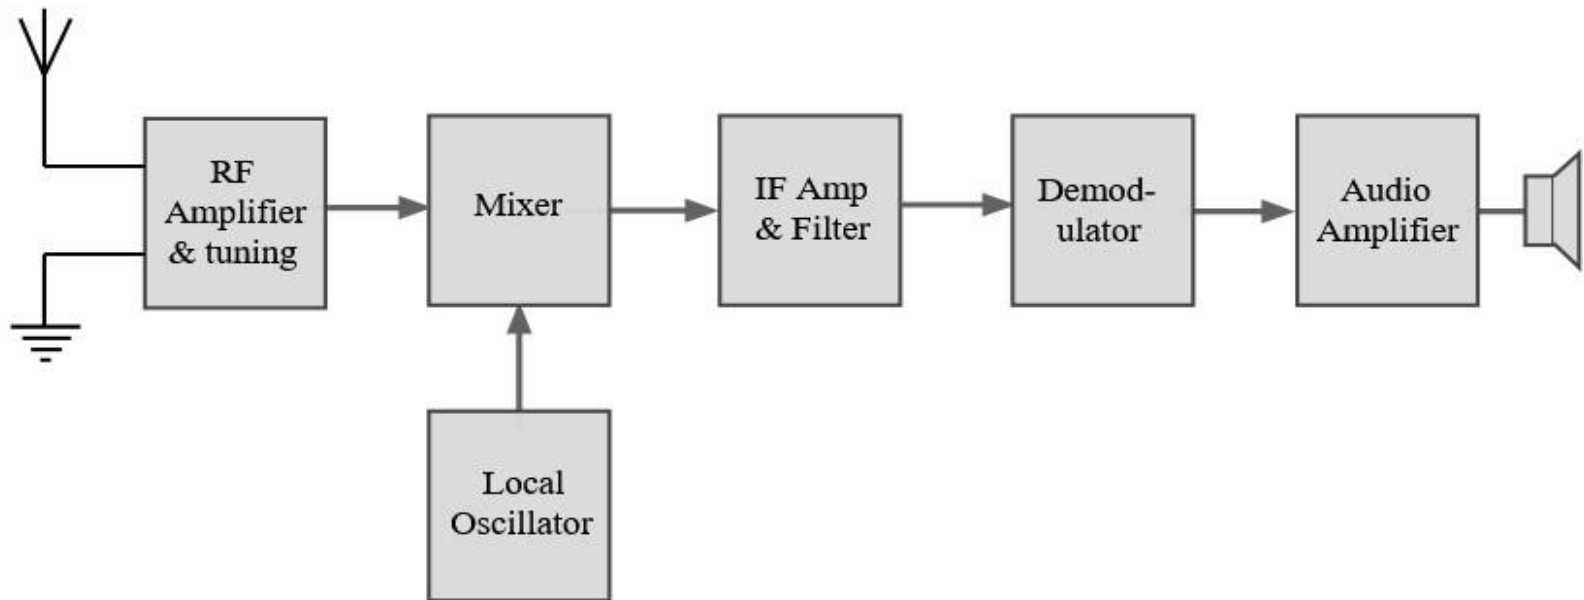 RF
Amplifier
& tuning
Mixer
IF Amp
& Filter
Demod-
ulator
Audio
Amplifier
Local
Oscillator